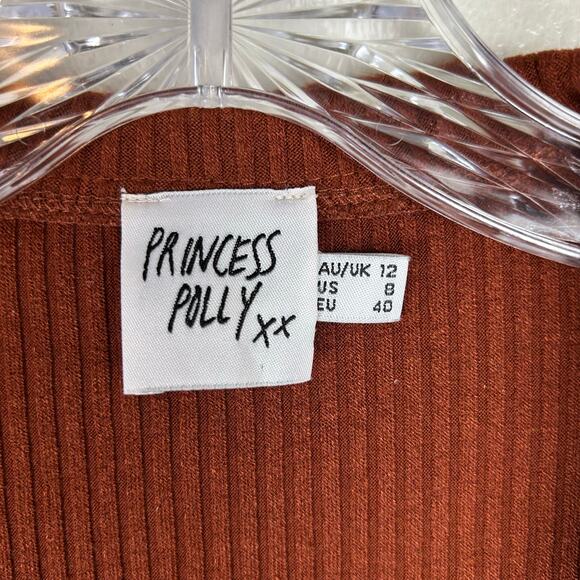 PRINCESS
POLLY xx
AU/UK 12
US 8
EU 40